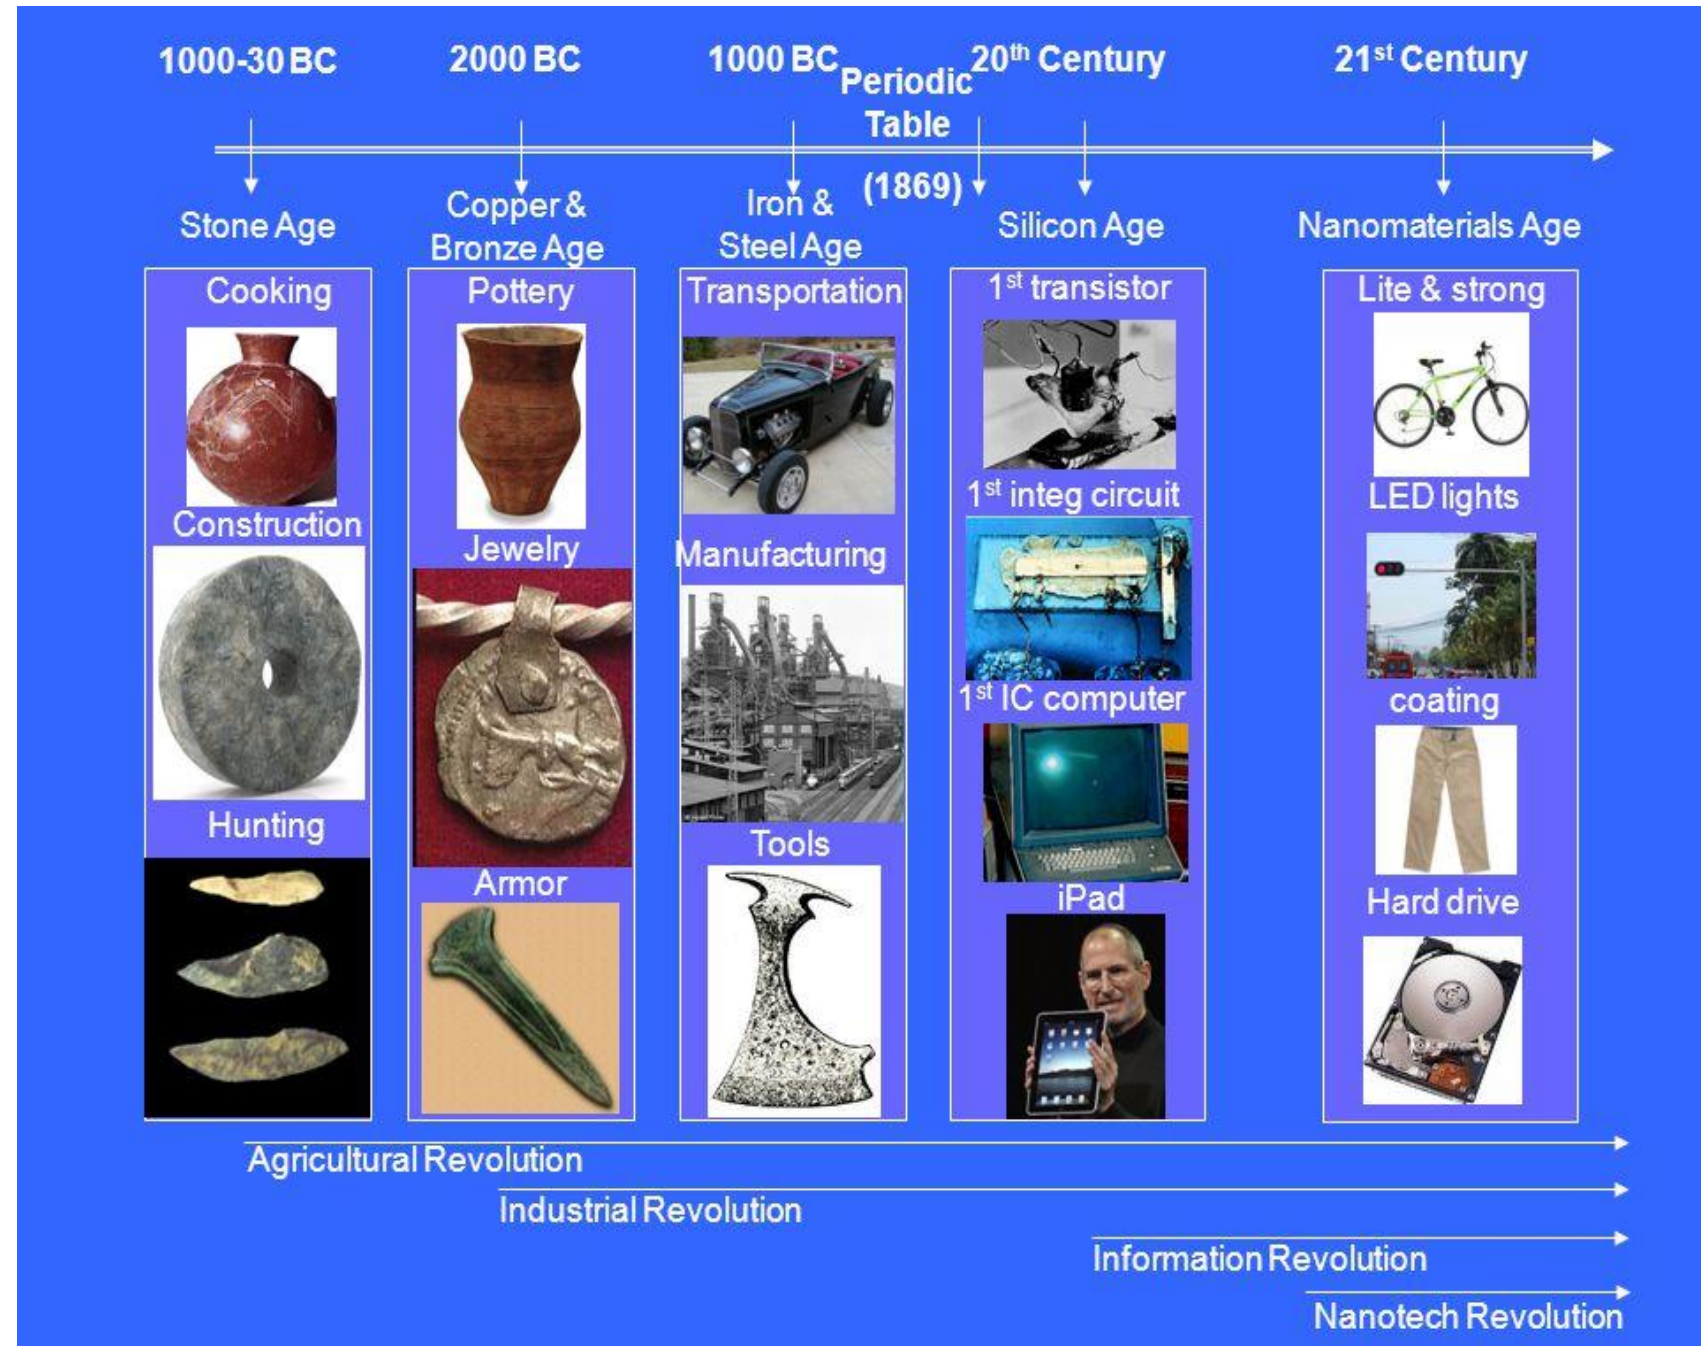 1000-30 BC
2000 BC
1000 BC
Periodic
Table
(1869)
20th Century
21st Century
Stone Age
Copper &
Bronze Age
Iron &
Steel Age
Silicon Age
Nanomaterials Age
Cooking
Construction
Hunting
Pottery
Jewelry
Armor
Transportation
Manufacturing
Tools
1st transistor
1st integ circuit
1st IC computer
iPad
Lite & strong
LED lights
coating
Hard drive
Agricultural Revolution
Industrial Revolution
Information Revolution
Nanotech Revolution